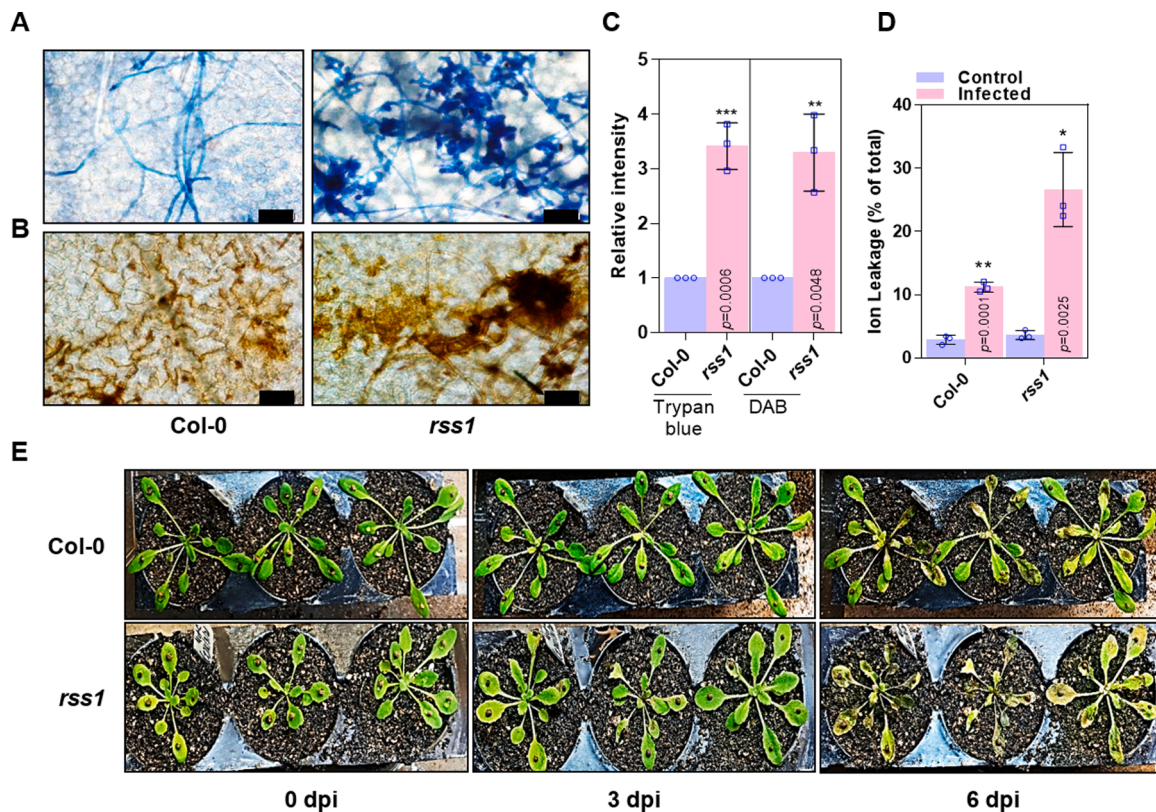 A
B
Col-0
rss1
C
Relative intensity
5
4
3
2
1
0
***
**
p=0.0006
p=0.0048
Col-0
rss1
Col-0
rss1
Trypan
blue
DAB
D
Control
Infected
Ion Leakage (% of total)
40
30
20
10
0
**
*
p=0.0001
p=0.0025
Col-0
rss1
E
Col-0
rss1
0 dpi
3 dpi
6 dpi